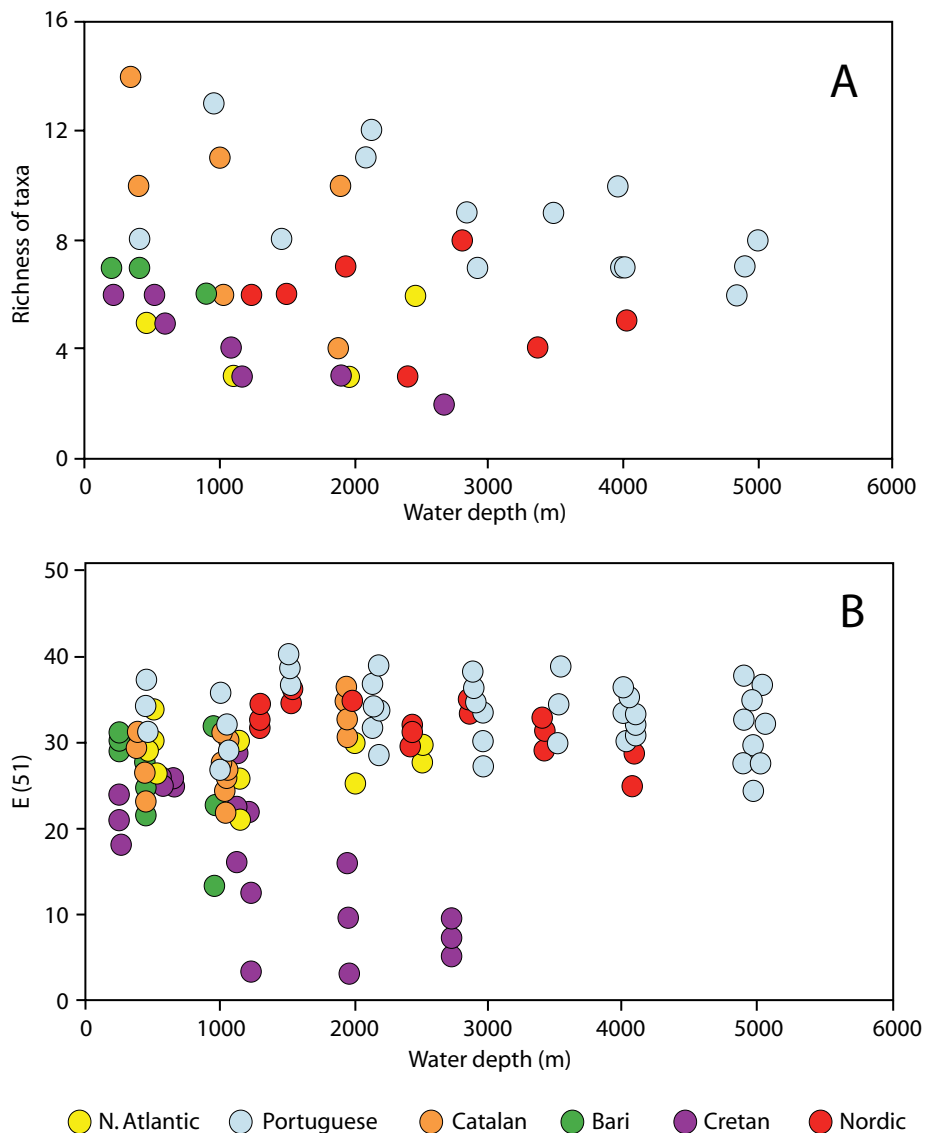 16
A
12
Richness of taxa
8
4
0
0 1000 2000 3000 4000 5000 6000
Water depth (m)
50
B
40
30
E (51)
20
10
0
0 1000 2000 3000 4000 5000 6000
Water depth (m)
N. Atlantic Portuguese Catalan Bari Cretan Nordic